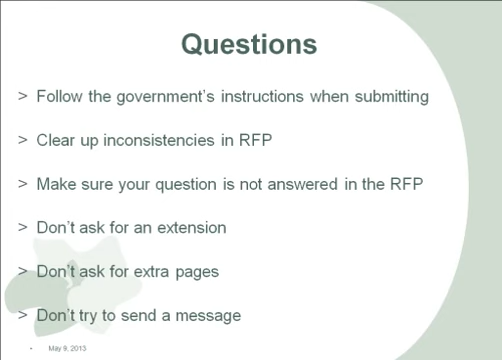 Questions
> Follow the government's instructions when submitting
> Clear up inconsistencies in RFP
> Make sure your question is not answered in the RFP
> Don't ask for an extension
> Don't ask for extra pages
> Don't try to send a message
• May 9, 2013